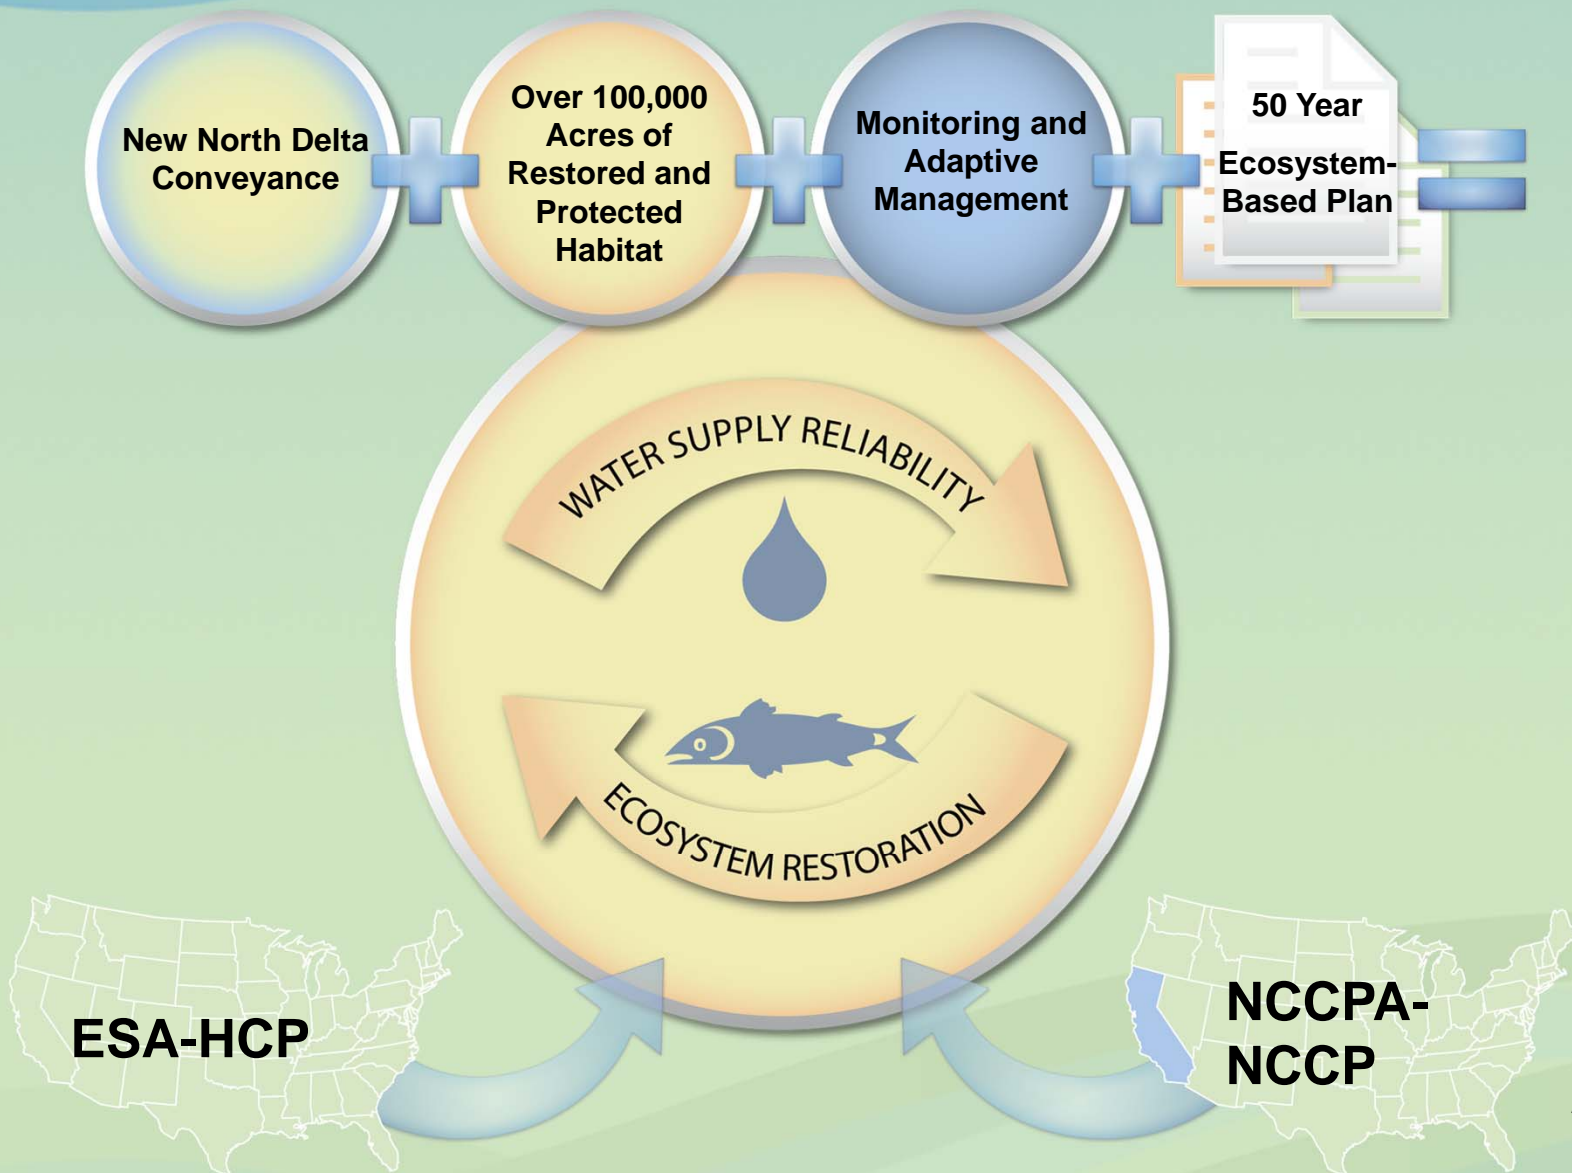 New North Delta
Conveyance
Over 100,000
Acres of
Restored and
Protected
Habitat
Monitoring and
Adaptive
Management
50 Year
Ecosystem-
Based Plan
WATER SUPPLY RELIABILITY
ECOSYSTEM RESTORATION
ESA-HCP
NCCPA-
NCCP